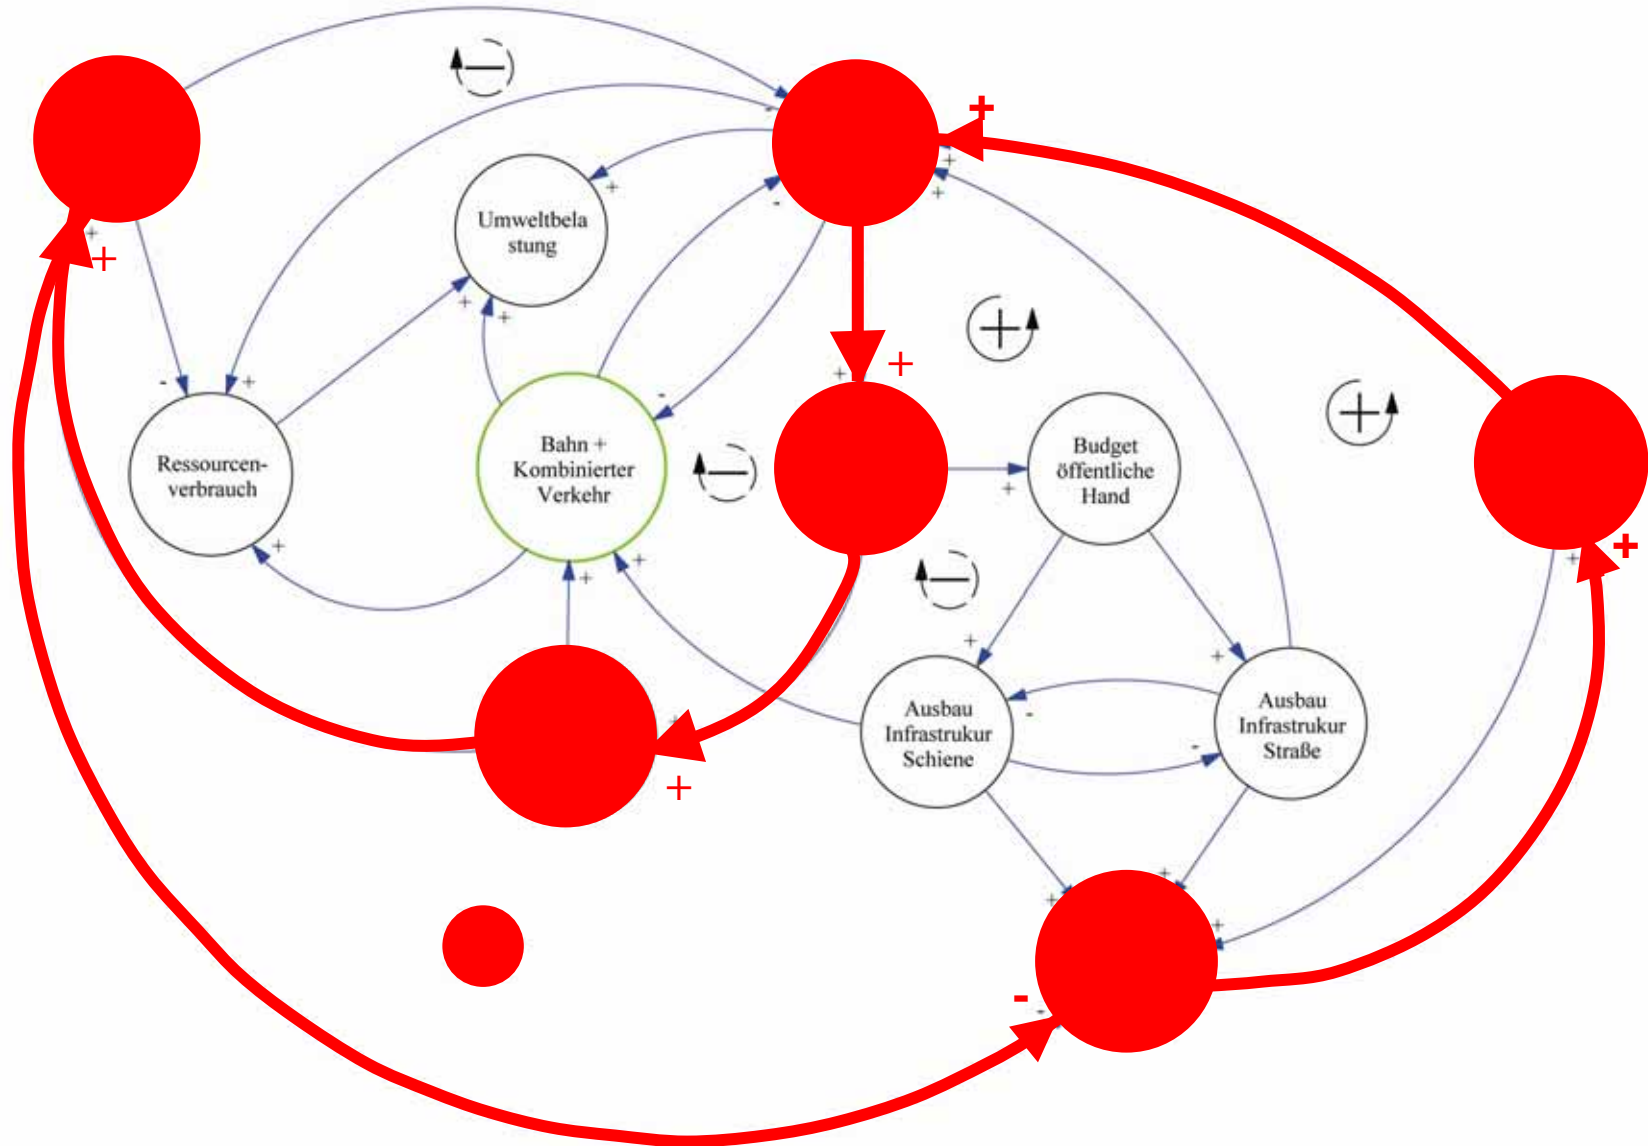 Umweltbela
stung
Ressourcen-
verbrauch
Bahn +
Kombinierter
Verkehr
Budget
öffentliche
Hand
Ausbau
Infrastrukur
Schiene
Ausbau
Infrastrukur
Straße